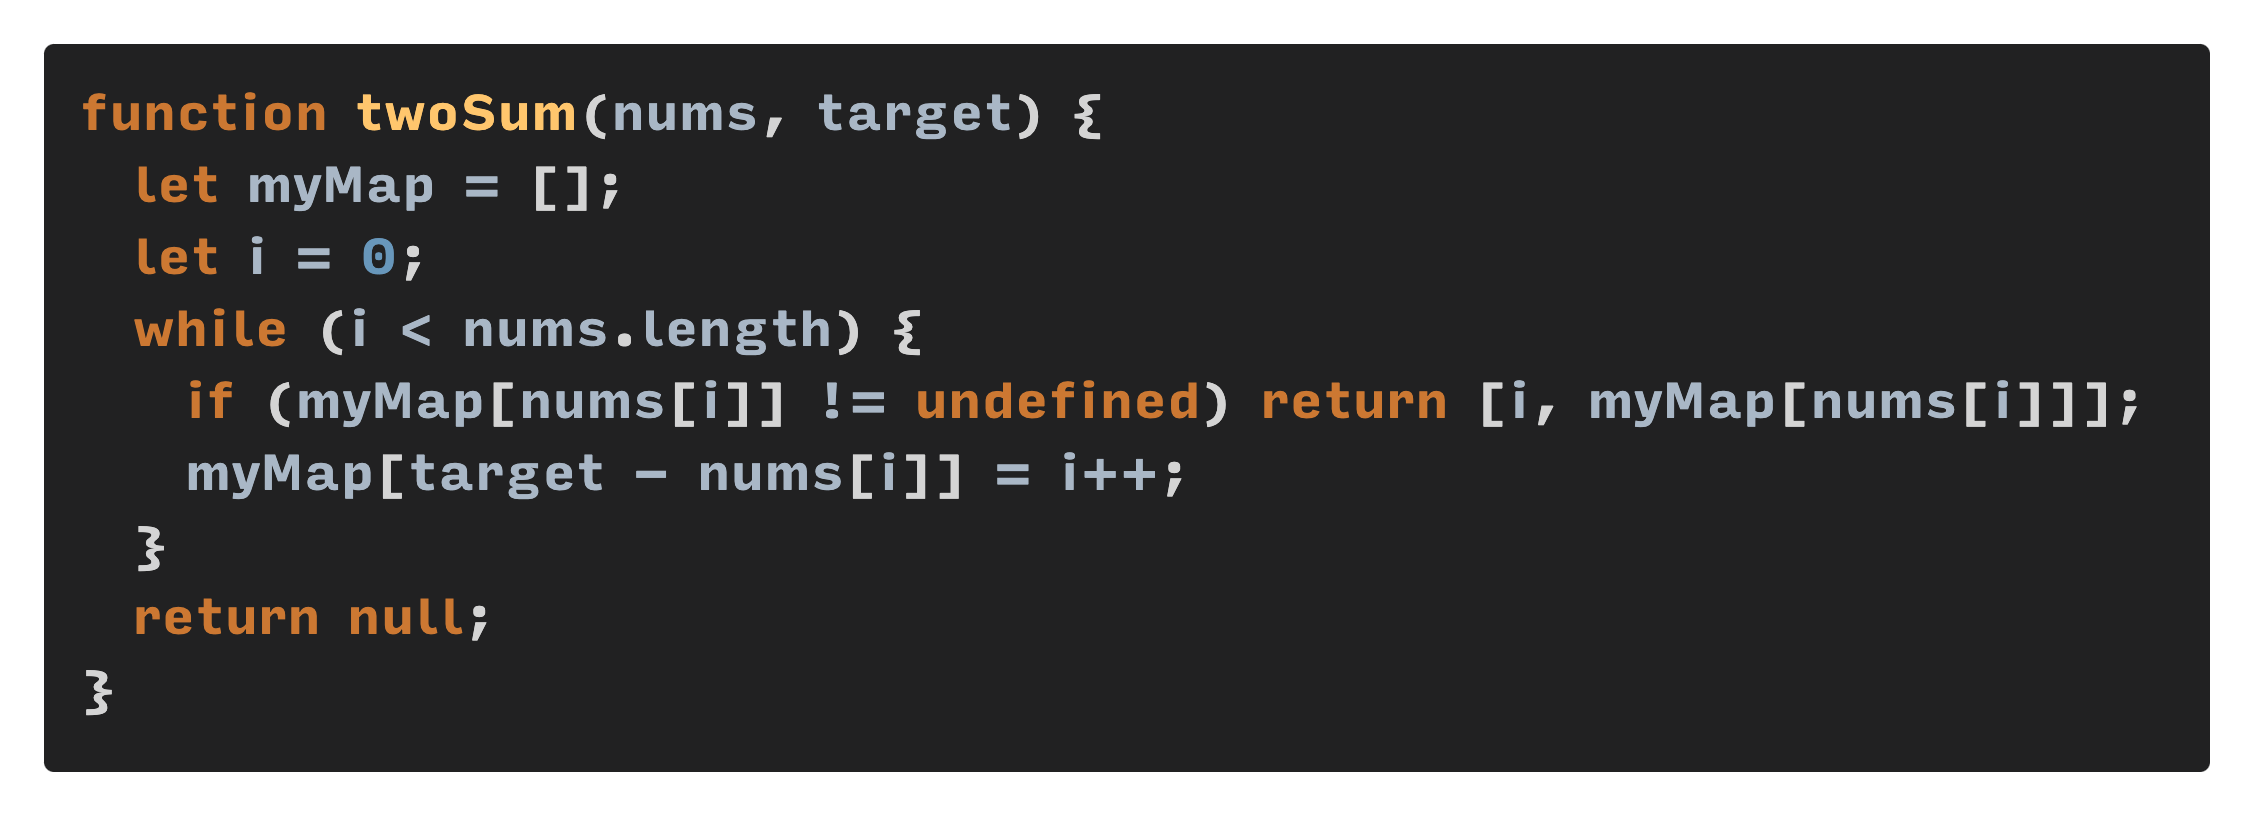 function twoSum(nums, target) {
  let myMap = [];
  let i = 0;
  while (i < nums.length) {
    if (myMap[nums[i]] != undefined) return [i, myMap[nums[i]]];
    myMap[target - nums[i]] = i++;
  }
  return null;
}